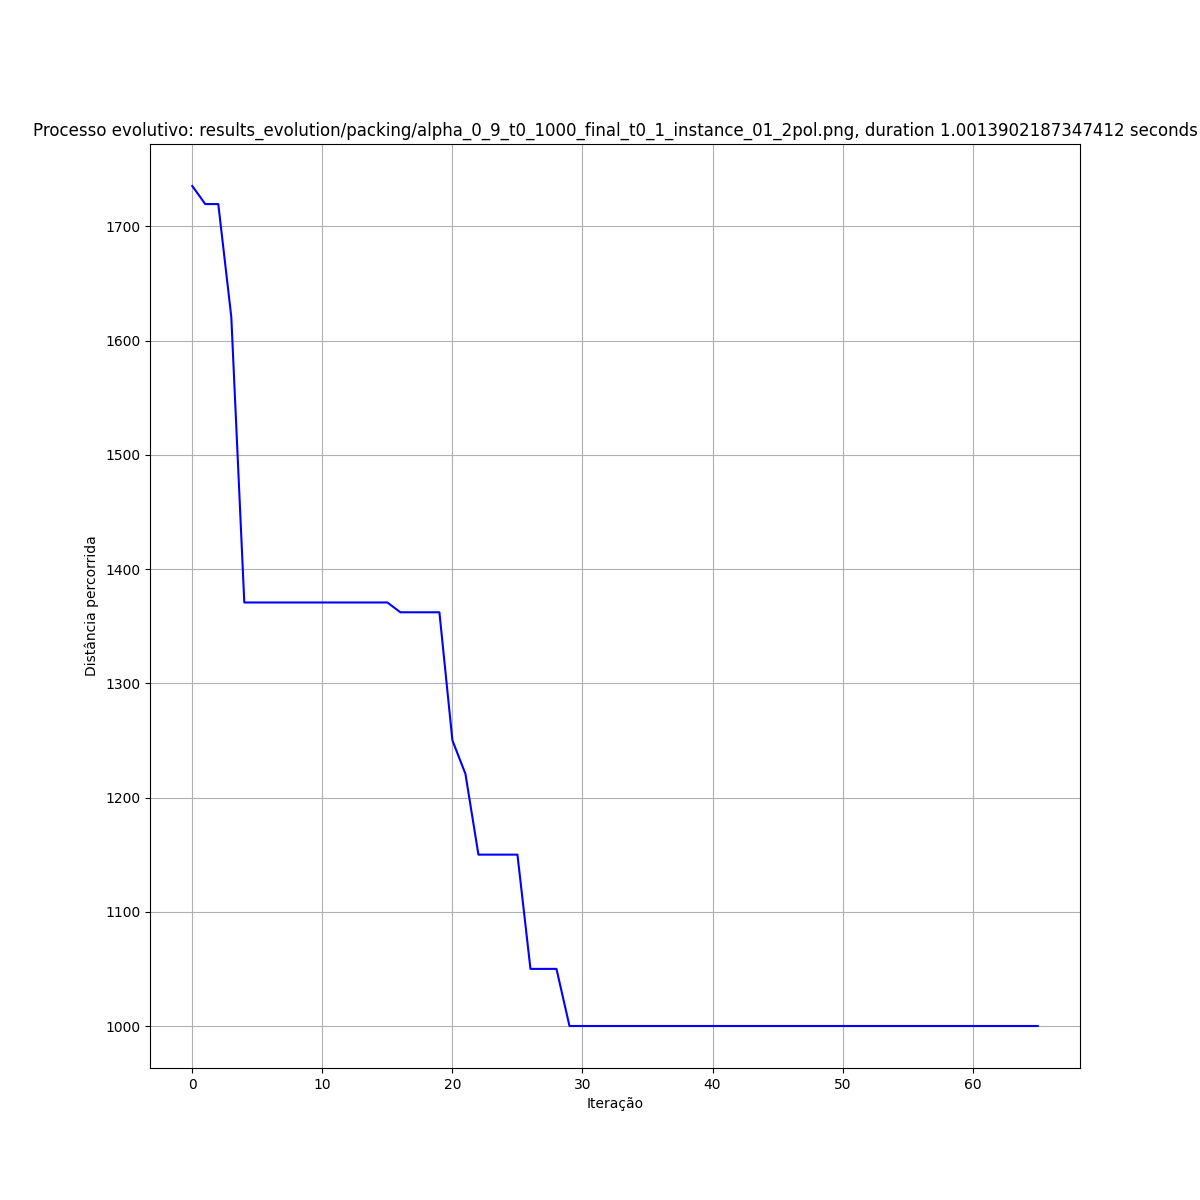 Processo evolutivo: results_evolution/packing/alpha_0_9_t0_1000_final_t0_1_instance_01_2pol.png, duration 1.0013902187347412 seconds
Distância percorrida
1700
1600
1500
1400
1300
1200
1100
1000
0 10 20 30 40 50 60
Iteração